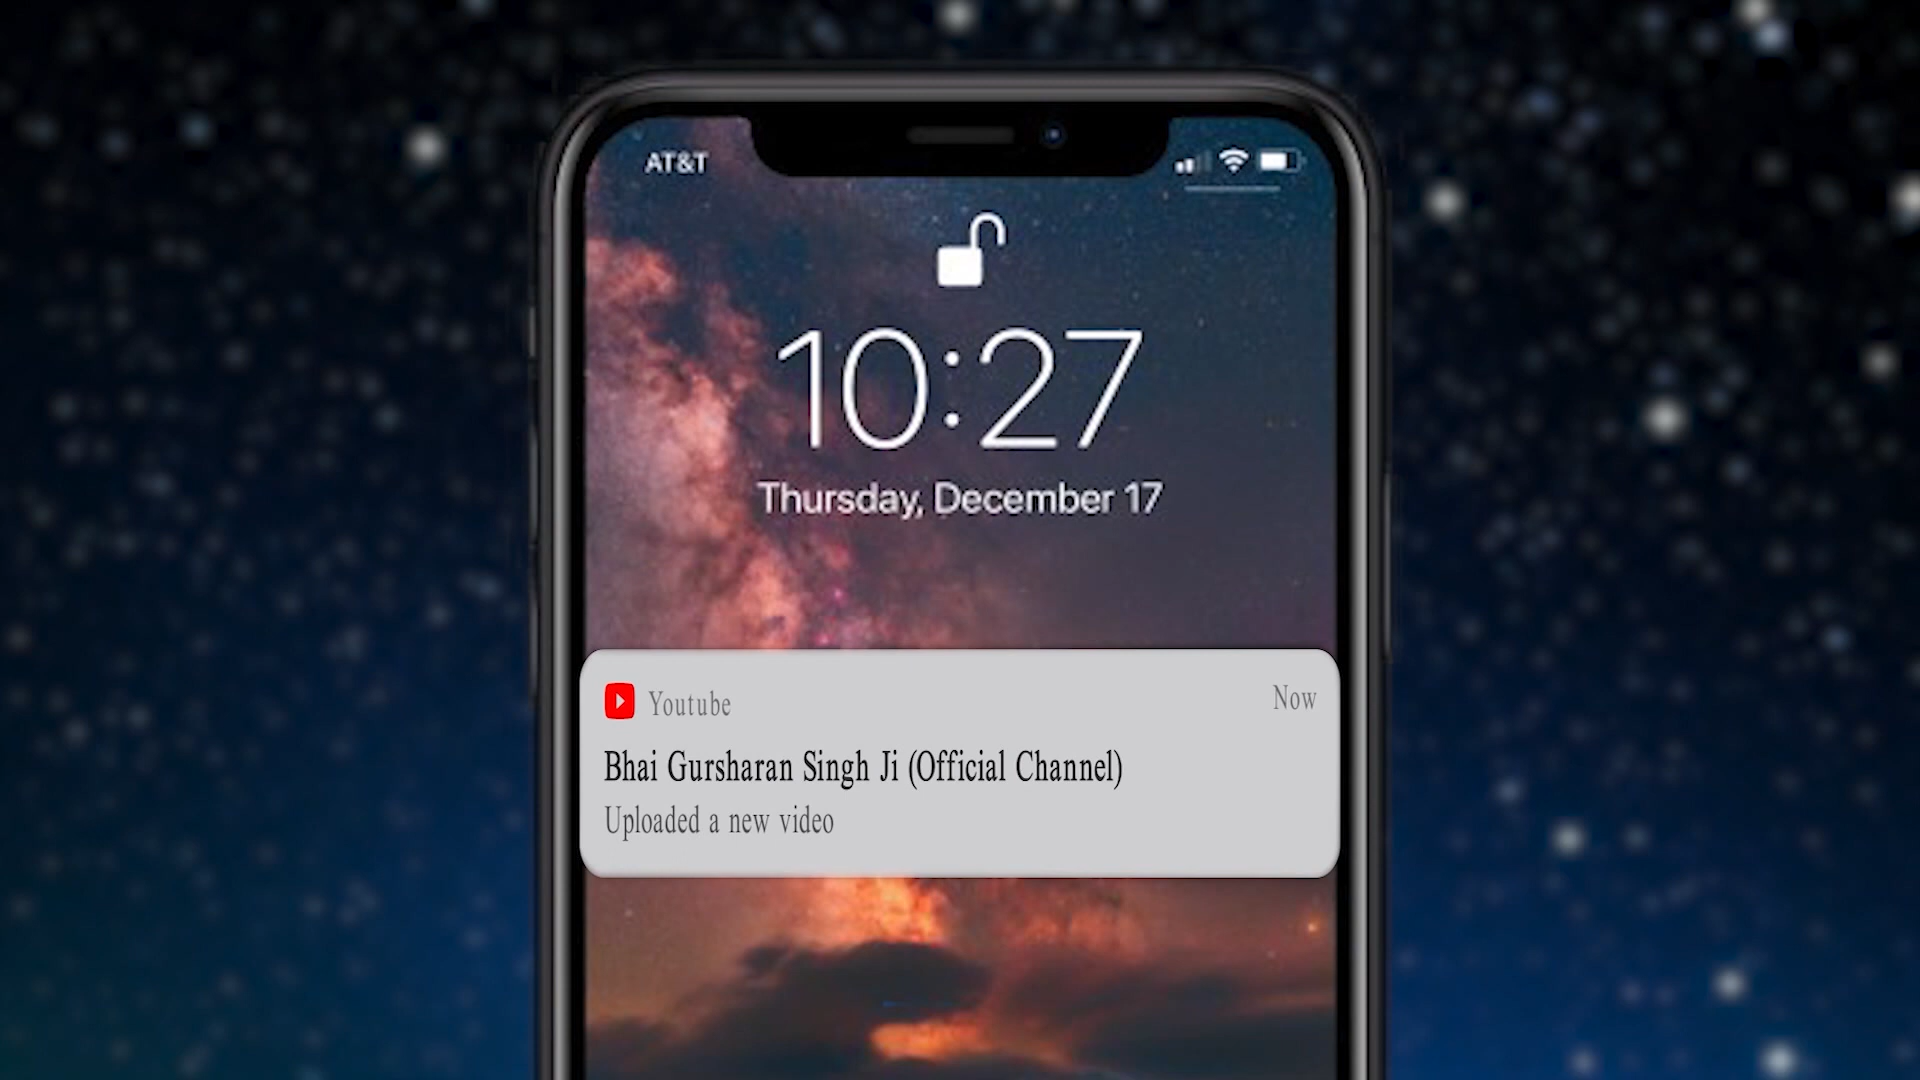 AT&T
10:27
Thursday, December 17
Youtube
Now
Bhai Gursharan Singh Ji (Official Channel)
Uploaded a new video